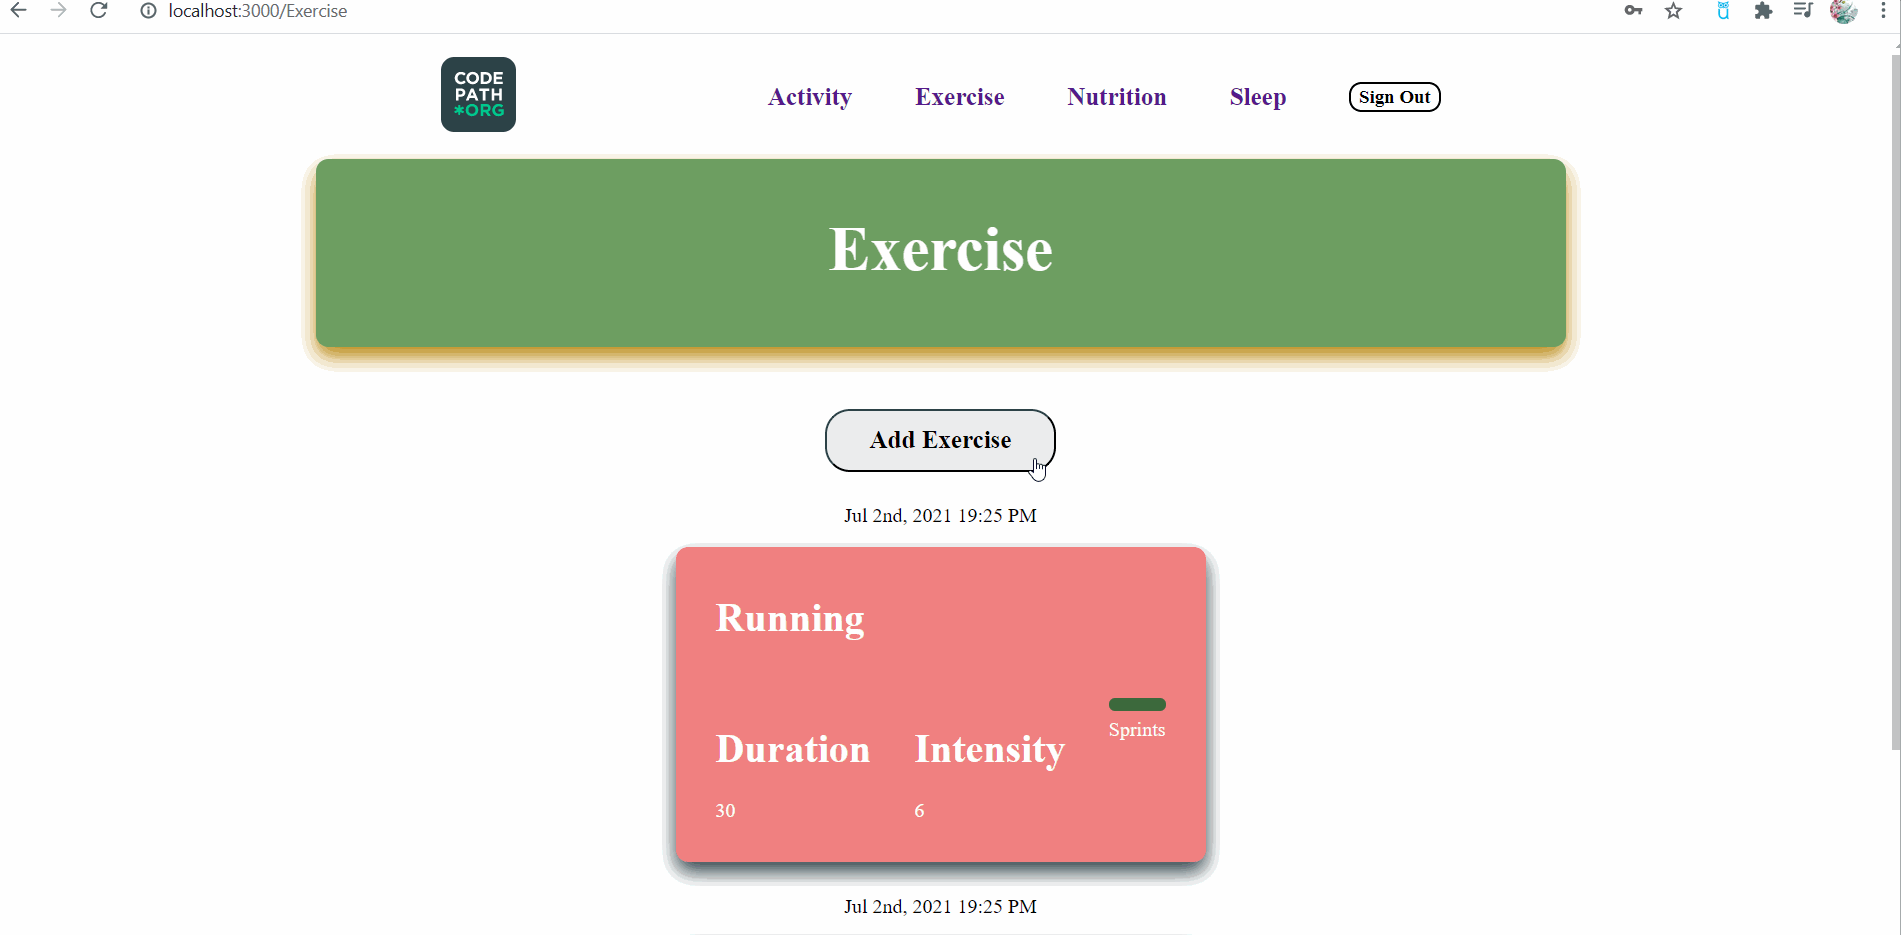 localhost:3000/Exercise
CODE
PATH
*ORG
Activity Exercise Nutrition Sleep Sign Out
Exercise
Add Exercise
Jul 2nd, 2021 19:25 PM
Running
Sprints
Duration Intensity
30 6
Jul 2nd, 2021 19:25 PM